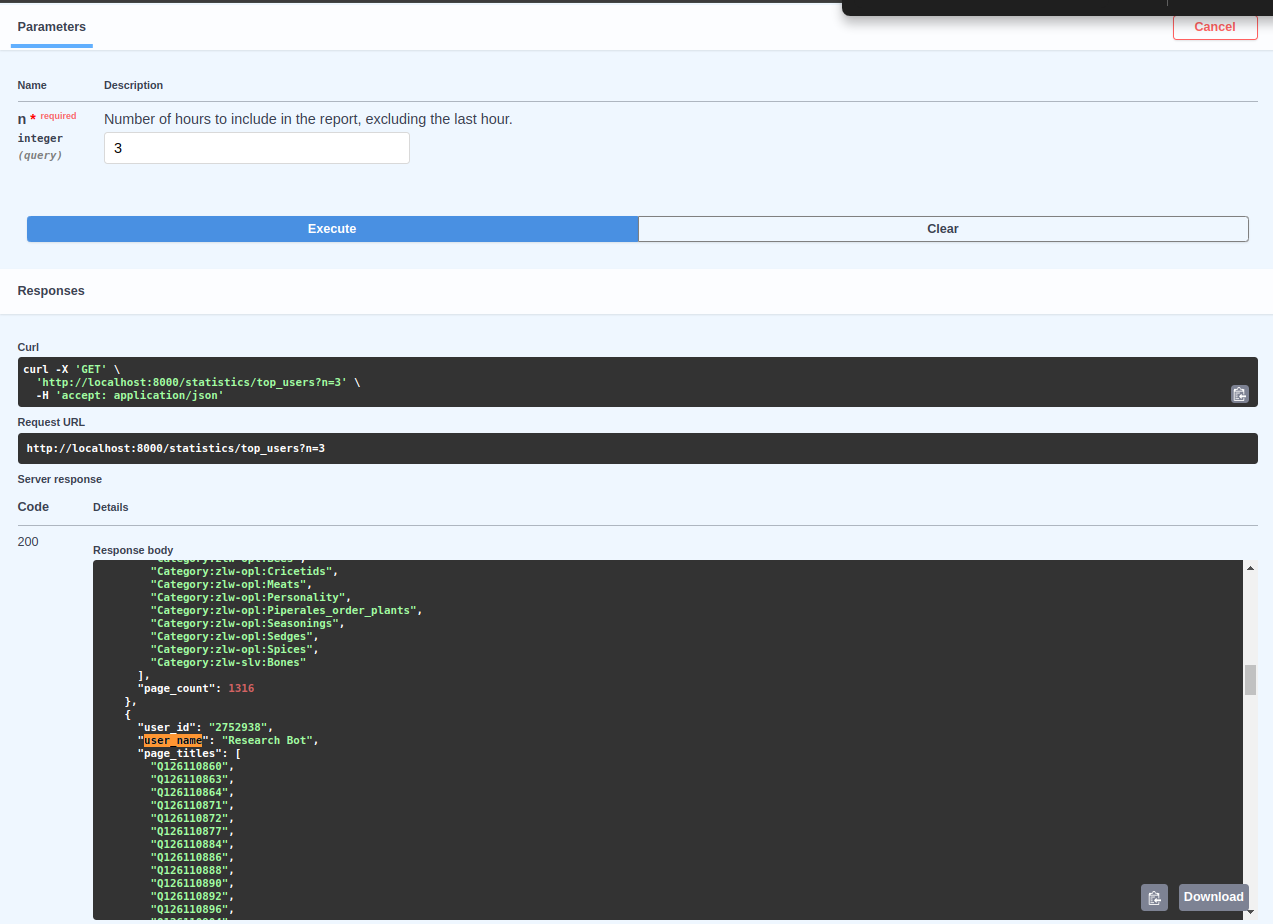 Parameters
Cancel
Name Description
n * required
Number of hours to include in the report, excluding the last hour.
integer
(query)
3
Execute
Clear
Responses
Curl
curl -X 'GET' \
'http://localhost:8000/statistics/top_users?n=3' \
-H 'accept: application/json'
Request URL
http://localhost:8000/statistics/top_users?n=3
Server response
Code Details
200
Response body
"Category:zlw-opl:Bees",
"Category:zlw-opl:Cricetids",
"Category:zlw-opl:Meats",
"Category:zlw-opl:Personality",
"Category:zlw-opl:Piperales_order_plants",
"Category:zlw-opl:Seasonings",
"Category:zlw-opl:Sedges",
"Category:zlw-opl:Spices",
"Category:zlw-slv:Bones"
],
"page_count": 1316
},
{
"user_id": "2752938",
"user_name": "Research Bot",
"page_titles": [
"Q126110860",
"Q126110863",
"Q126110864",
"Q126110871",
"Q126110872",
"Q126110877",
"Q126110884",
"Q126110886",
"Q126110888",
"Q126110890",
"Q126110892",
"Q126110896",
Download